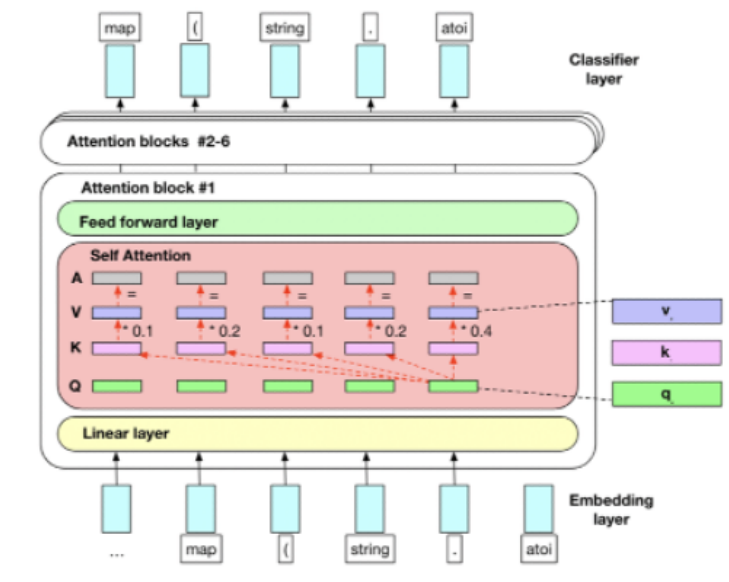 map ( string . atoi
Classifier
layer
Attention blocks #2-6
Attention block #1
Feed forward layer
Self Attention
A
= = = = =
V
v
* 0.1 * 0.2 * 0.1 * 0.2 * 0.4
K
k
Q
q
Linear layer
Embedding
layer
... map ( string . atoi